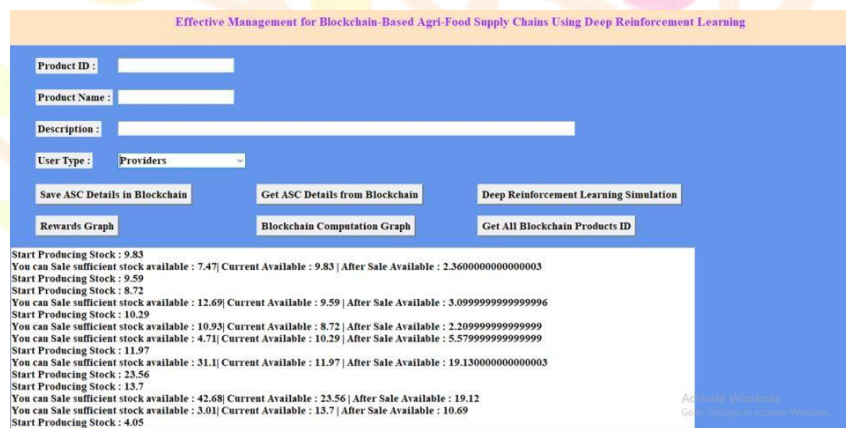 Effective Management for Blockchain-Based Agri-Food Supply Chains Using Deep Reinforcement Learning
Product ID :
Product Name :
Description :
User Type : Providers
Save ASC Details in Blockchain Get ASC Details from Blockchain Deep Reinforcement Learning Simulation
Rewards Graph Blockchain Computation Graph Get All Blockchain Products ID
Start Producing Stock : 9.83
You can Sale sufficient stock available : 7.47| Current Available : 9.83 | After Sale Available : 2.3600000000000003
Start Producing Stock : 9.59
Start Producing Stock : 8.72
You can Sale sufficient stock available : 12.69| Current Available : 9.59 | After Sale Available : 3.0999999999999996
Start Producing Stock : 10.29
You can Sale sufficient stock available : 10.93| Current Available : 8.72 | After Sale Available : 2.209999999999999
You can Sale sufficient stock available : 4.71| Current Available : 10.29 | After Sale Available : 5.579999999999999
Start Producing Stock : 11.97
You can Sale sufficient stock available : 31.1| Current Available : 11.97 | After Sale Available : 19.130000000000003
Start Producing Stock : 23.56
Start Producing Stock : 13.7
You can Sale sufficient stock available : 42.68| Current Available : 23.56 | After Sale Available : 19.12
You can Sale sufficient stock available : 3.01| Current Available : 13.7 | After Sale Available : 10.69
Start Producing Stock : 4.05
Activate Windows
Go to Settings to activate Windows.